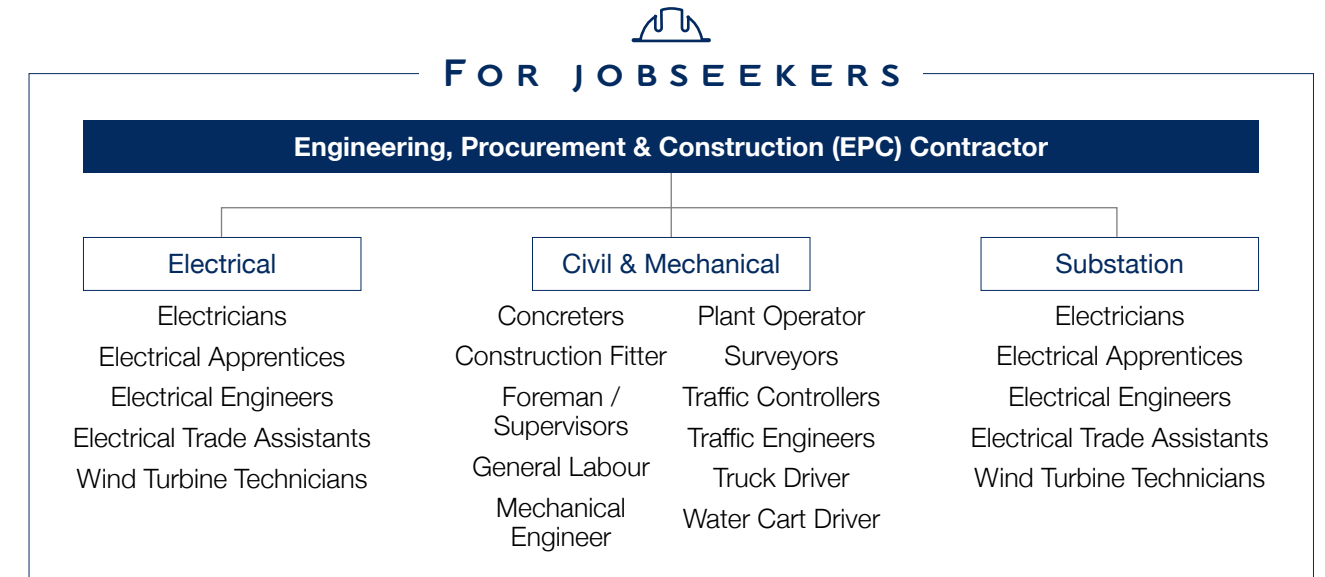 FOR JOBSEEKERS
Engineering, Procurement & Construction (EPC) Contractor
Electrical
Electricians
Electrical Apprentices
Electrical Engineers
Electrical Trade Assistants
Wind Turbine Technicians
Civil & Mechanical
Concreters
Construction Fitter
Foreman /
Supervisors
General Labour
Mechanical
Engineer
Plant Operator
Surveyors
Traffic Controllers
Traffic Engineers
Truck Driver
Water Cart Driver
Substation
Electricians
Electrical Apprentices
Electrical Engineers
Electrical Trade Assistants
Wind Turbine Technicians